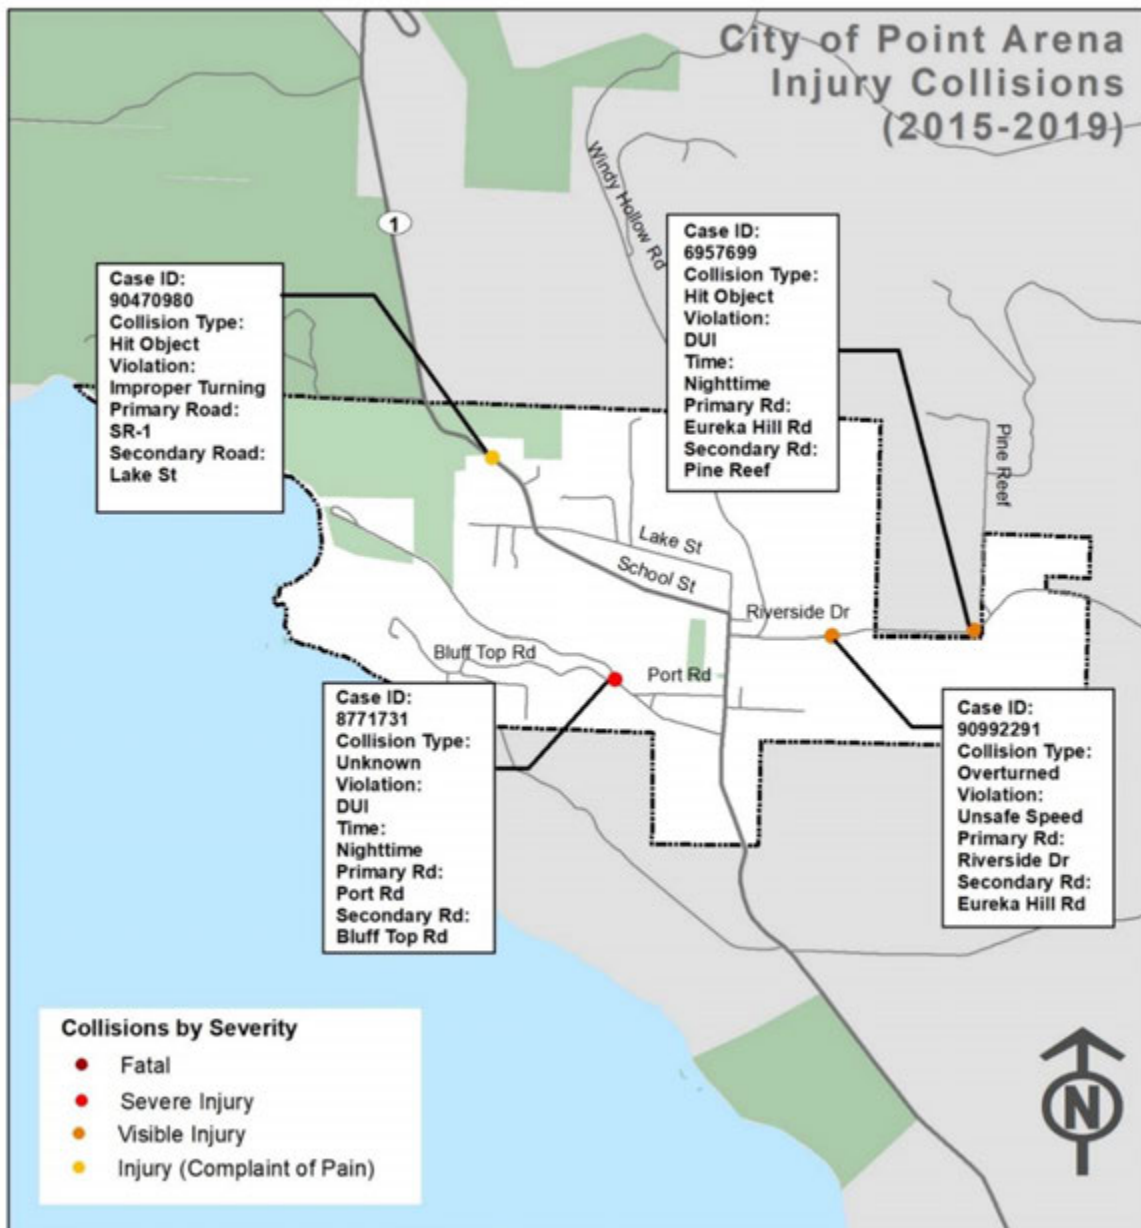 City of Point Arena
Injury Collisions
(2015-2019)
Windy Hollow Rd
1
Case ID:
90470980
Collision Type:
Hit Object
Violation:
Improper Turning
Primary Road:
SR-1
Secondary Road:
Lake St
Case ID:
6957699
Collision Type:
Hit Object
Violation:
DUI
Time:
Nighttime
Primary Rd:
Eureka Hill Rd
Secondary Rd:
Pine Reef
Pine Reef
Lake St
School St
Riverside Dr
Bluff Top Rd
Port Rd
Case ID:
8771731
Collision Type:
Unknown
Violation:
DUI
Time:
Nighttime
Primary Rd:
Port Rd
Secondary Rd:
Bluff Top Rd
Case ID:
90992291
Collision Type:
Overturned
Violation:
Unsafe Speed
Primary Rd:
Riverside Dr
Secondary Rd:
Eureka Hill Rd
Collisions by Severity
Fatal
Severe Injury
Visible Injury
Injury (Complaint of Pain)
N